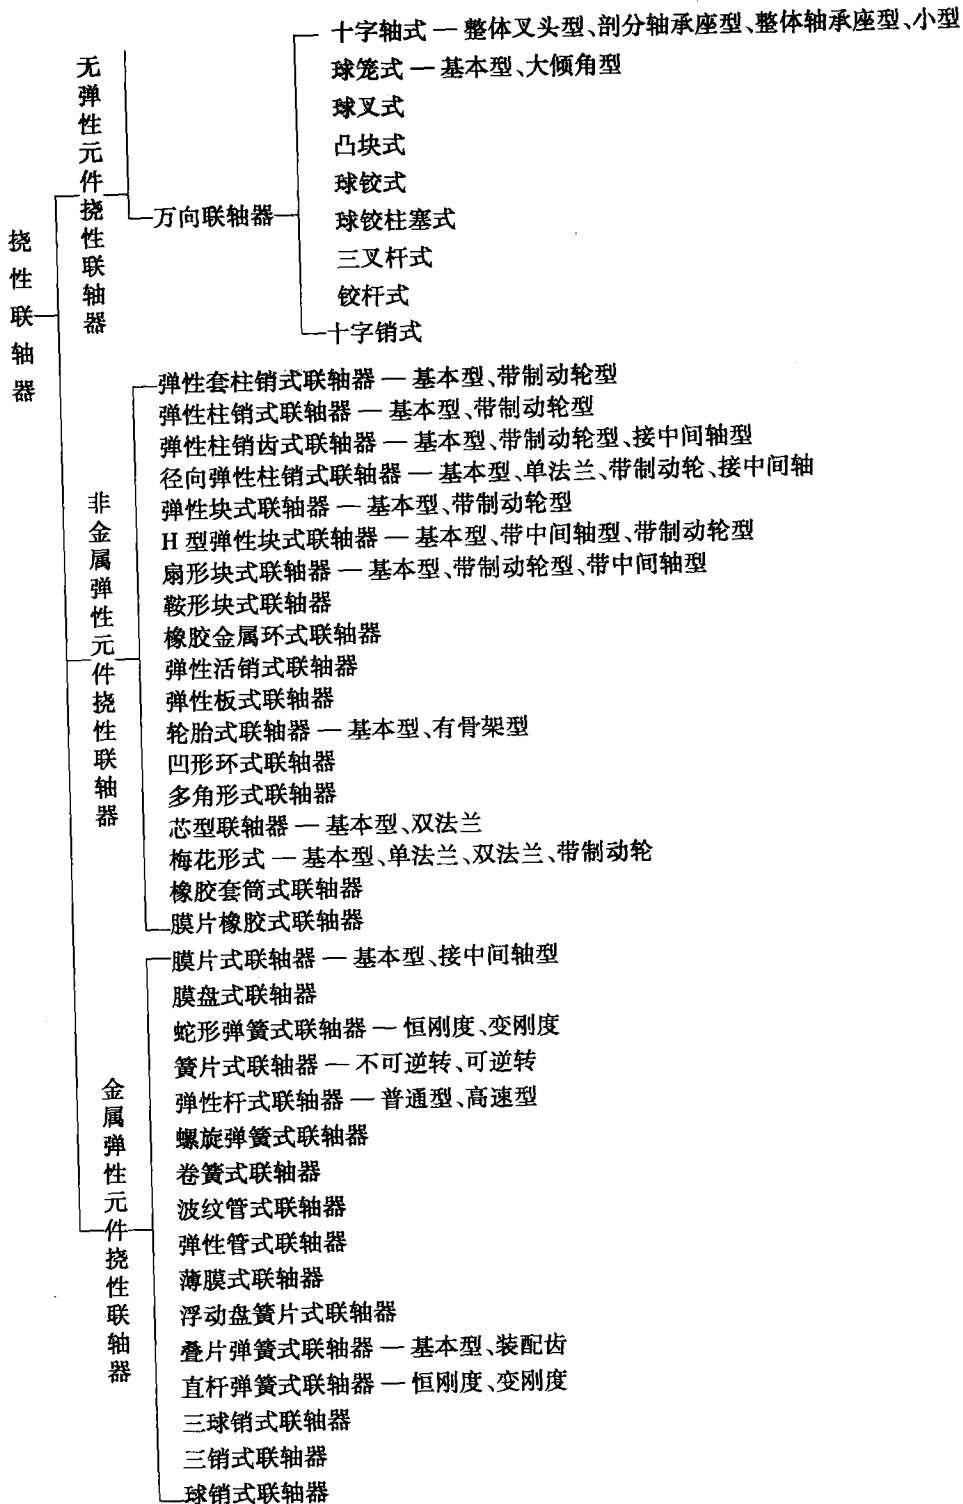 挠性联轴器
无弹性元件挠性联轴器
万向联轴器
十字轴式 — 整体叉头型、剖分轴承座型、整体轴承座型、小型
球笼式 — 基本型、大倾角型
球叉式
凸块式
球铰式
球铰柱塞式
三叉杆式
铰杆式
十字销式
非金属弹性元件挠性联轴器
弹性套柱销式联轴器 — 基本型、带制动轮型
弹性柱销式联轴器 — 基本型、带制动轮型
弹性柱销齿式联轴器 — 基本型、带制动轮型、接中间轴型
径向弹性柱销式联轴器 — 基本型、单法兰、带制动轮、接中间轴
弹性块式联轴器 — 基本型、带制动轮型
H 型弹性块式联轴器 — 基本型、带中间轴型、带制动轮型
扇形块式联轴器 — 基本型、带制动轮型、带中间轴型
鞍形块式联轴器
橡胶金属环式联轴器
弹性活销式联轴器
弹性板式联轴器
轮胎式联轴器 — 基本型、有骨架型
凹形环式联轴器
多角形式联轴器
芯型联轴器 — 基本型、双法兰
梅花形式 — 基本型、单法兰、双法兰、带制动轮
橡胶套筒式联轴器
膜片橡胶式联轴器
金属弹性元件挠性联轴器
膜片式联轴器 — 基本型、接中间轴型
膜盘式联轴器
蛇形弹簧式联轴器 — 恒刚度、变刚度
簧片式联轴器 — 不可逆转、可逆转
弹性杆式联轴器 — 普通型、高速型
螺旋弹簧式联轴器
卷簧式联轴器
波纹管式联轴器
弹性管式联轴器
薄膜式联轴器
浮动盘簧片式联轴器
叠片弹簧式联轴器 — 基本型、装配齿
直杆弹簧式联轴器 — 恒刚度、变刚度
三球销式联轴器
三销式联轴器
球销式联轴器